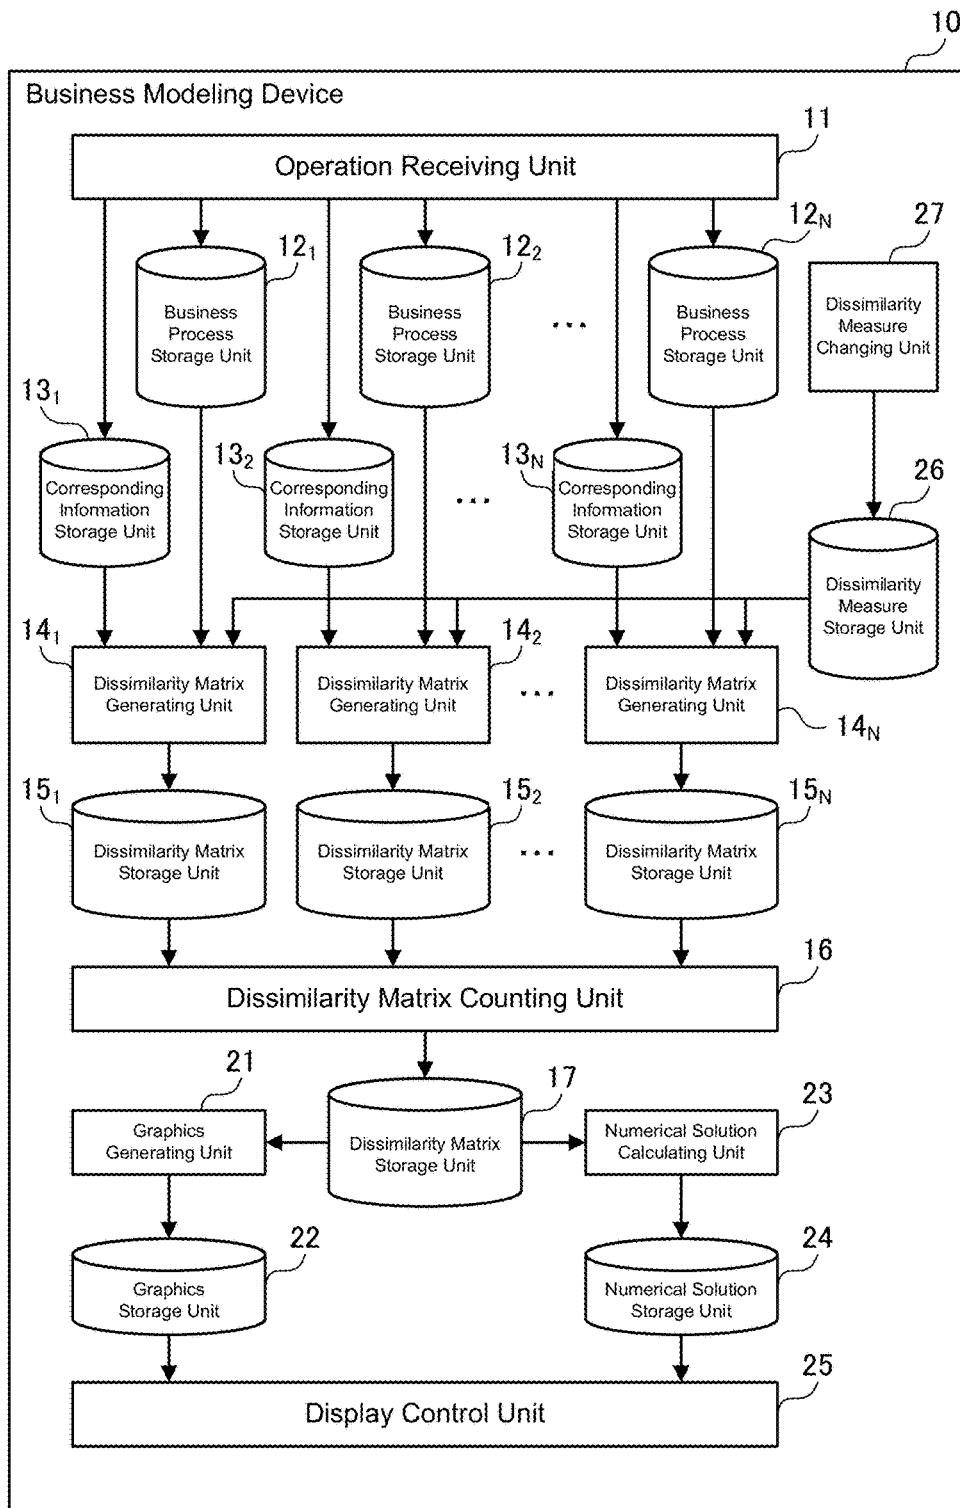 10
Business Modeling Device
11
Operation Receiving Unit
12₁
12₂
12N
27
Business
Process
Storage Unit
Business
Process
Storage Unit
...
Business
Process
Storage Unit
Dissimilarity
Measure
Changing Unit
13₁
13₂
13N
26
Corresponding
Information
Storage Unit
Corresponding
Information
Storage Unit
...
Corresponding
Information
Storage Unit
Dissimilarity
Measure
Storage Unit
14₁
14₂
14N
Dissimilarity Matrix
Generating Unit
Dissimilarity Matrix
Generating Unit
...
Dissimilarity Matrix
Generating Unit
15₁
15₂
15N
Dissimilarity Matrix
Storage Unit
Dissimilarity Matrix
Storage Unit
...
Dissimilarity Matrix
Storage Unit
16
Dissimilarity Matrix Counting Unit
21
17
23
Graphics
Generating Unit
Dissimilarity Matrix
Storage Unit
Numerical Solution
Calculating Unit
22
24
Graphics
Storage Unit
Numerical Solution
Storage Unit
25
Display Control Unit